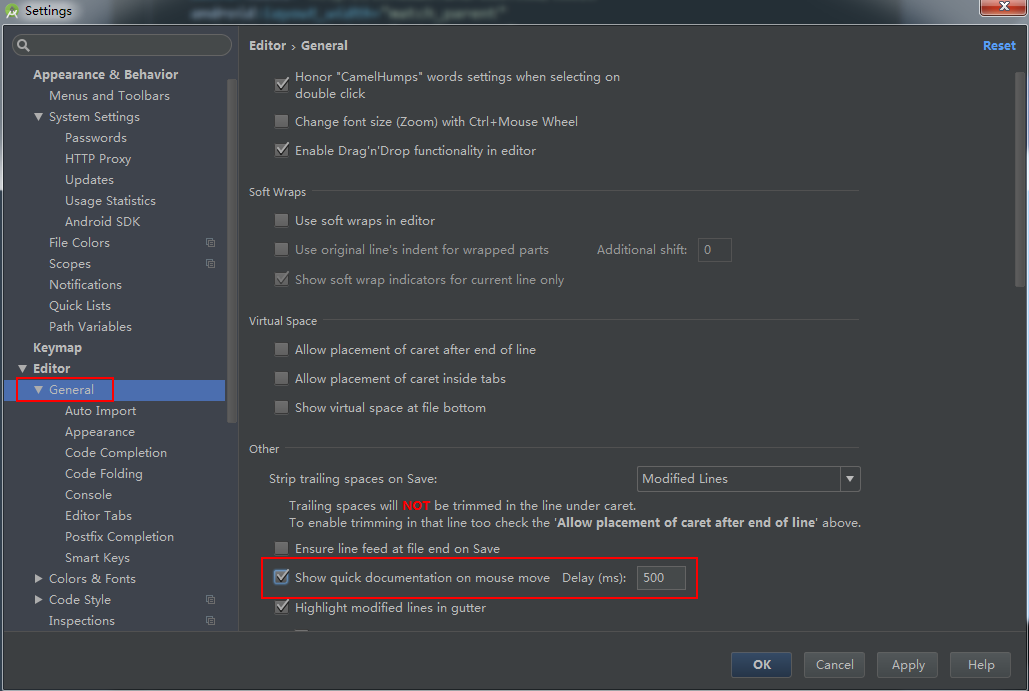 Settings
android:layout_width="match_parent"
Appearance & Behavior
Menus and Toolbars
System Settings
Passwords
HTTP Proxy
Updates
Usage Statistics
Android SDK
File Colors
Scopes
Notifications
Quick Lists
Path Variables
Keymap
Editor
General
Auto Import
Appearance
Code Completion
Code Folding
Console
Editor Tabs
Postfix Completion
Smart Keys
Colors & Fonts
Code Style
Inspections
Editor › General
Reset
Honor "CamelHumps" words settings when selecting on
double click
Change font size (Zoom) with Ctrl+Mouse Wheel
Enable Drag'n'Drop functionality in editor
Soft Wraps
Use soft wraps in editor
Use original line's indent for wrapped parts Additional shift: 0
Show soft wrap indicators for current line only
Virtual Space
Allow placement of caret after end of line
Allow placement of caret inside tabs
Show virtual space at file bottom
Other
Strip trailing spaces on Save: Modified Lines
Trailing spaces will NOT be trimmed in the line under caret.
To enable trimming in that line too check the 'Allow placement of caret after end of line' above.
Ensure line feed at file end on Save
Show quick documentation on mouse move Delay (ms): 500
Highlight modified lines in gutter
OK Cancel Apply Help